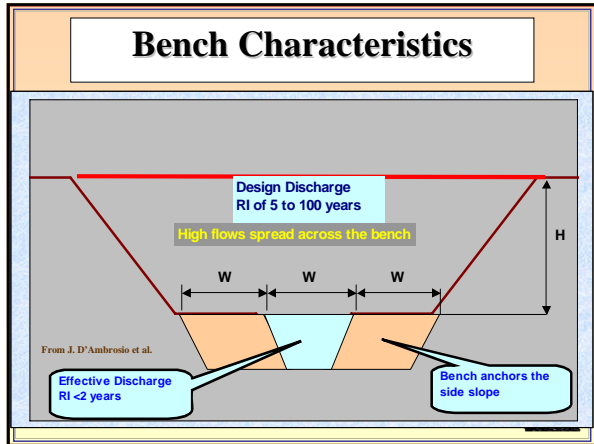 Bench Characteristics
Design Discharge
RI of 5 to 100 years
High flows spread across the bench
H
W W W
From J. D'Ambrosio et al.
Effective Discharge
RI <2 years
Bench anchors the
side slope